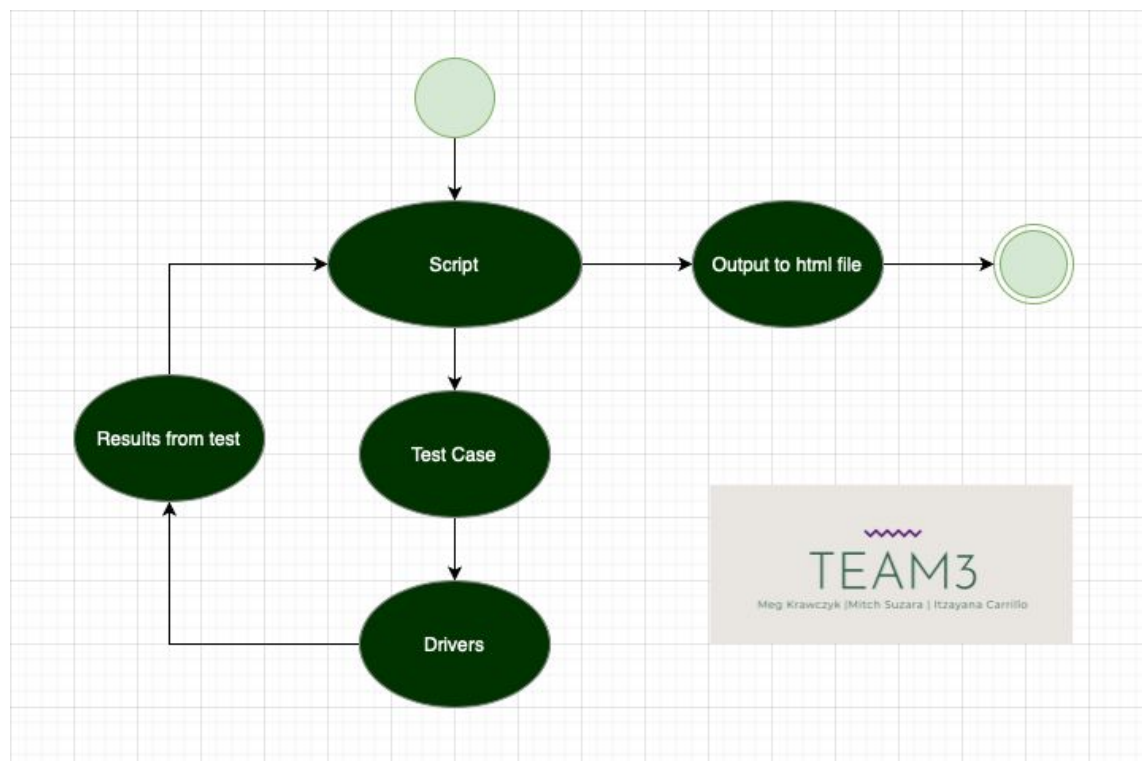 Script
Output to html file
Results from test
Test Case
Drivers
TEAM3
Meg Krawczyk |Mitch Suzara | Itzayana Carrillo